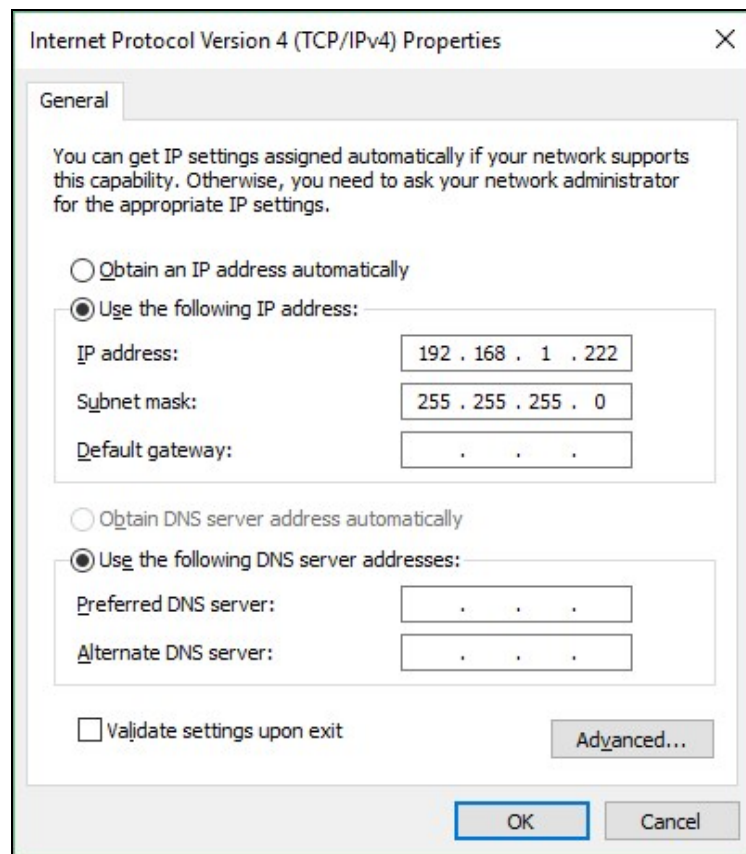 Internet Protocol Version 4 (TCP/IPv4) Properties
General
You can get IP settings assigned automatically if your network supports
this capability. Otherwise, you need to ask your network administrator
for the appropriate IP settings.
Obtain an IP address automatically
Use the following IP address:
IP address: 192 . 168 . 1 . 222
Subnet mask: 255 . 255 . 255 . 0
Default gateway: . . .
Obtain DNS server address automatically
Use the following DNS server addresses:
Preferred DNS server: . . .
Alternate DNS server: . . .
Validate settings upon exit
Advanced...
OK Cancel